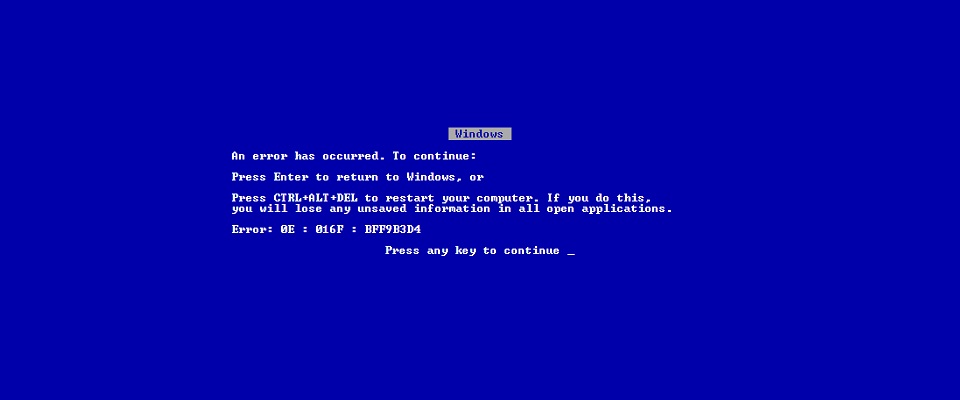 Windows
An error has occurred. To continue:
Press Enter to return to Windows, or
Press CTRL+ALT+DEL to restart your computer. If you do this,
you will lose any unsaved information in all open applications.
Error: 0E : 016F : BFF9B3D4
Press any key to continue _